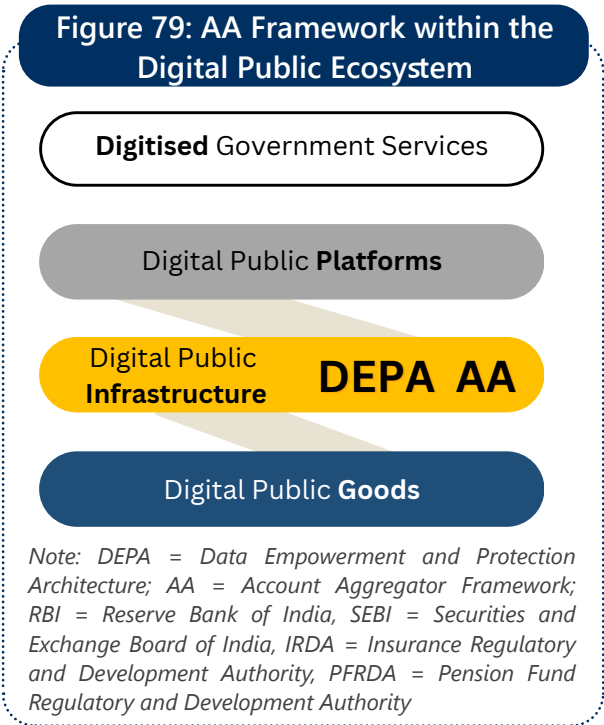 Figure 79: AA Framework within the
Digital Public Ecosystem
Digitised Government Services
Digital Public Platforms
Digital Public
Infrastructure
DEPA AA
Digital Public Goods
Note: DEPA = Data Empowerment and Protection
Architecture; AA = Account Aggregator Framework;
RBI = Reserve Bank of India, SEBI = Securities and
Exchange Board of India, IRDA = Insurance Regulatory
and Development Authority, PFRDA = Pension Fund
Regulatory and Development Authority